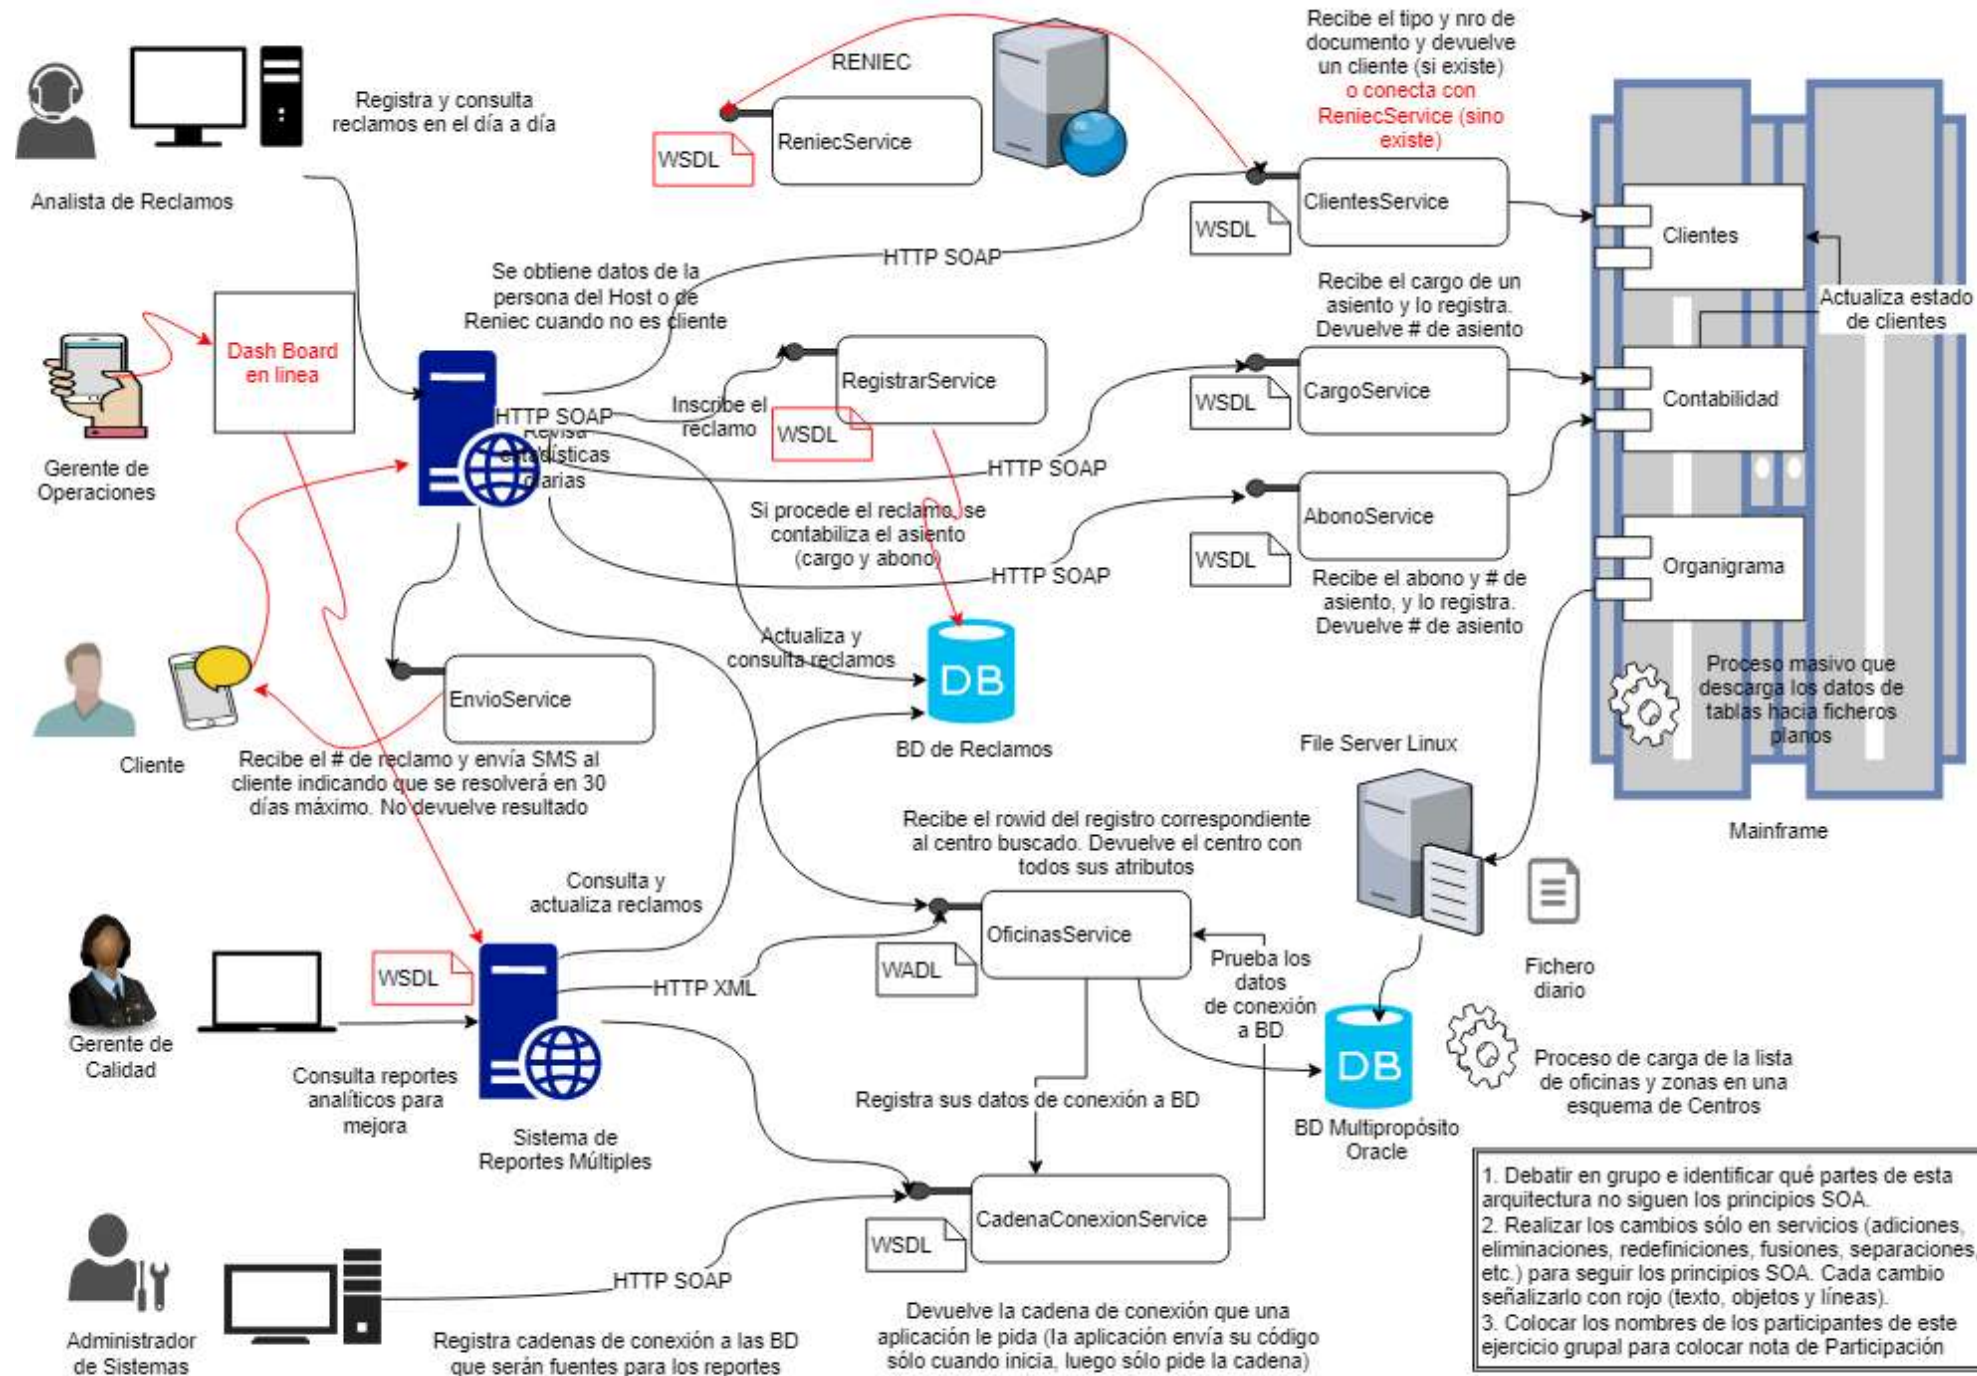 RENIEC
Recibe el tipo y nro de
documento y devuelve
un cliente (si existe)
o conecta con
ReniecService (sino
existe)
Registra y consulta
reclamos en el día a día
Analista de Reclamos
ReniecService
WSDL
ClientesService
WSDL
Clientes
HTTP SOAP
Se obtiene datos de la
persona del Host o de
Reniec cuando no es cliente
Recibe el cargo de un
asiento y lo registra.
Devuelve # de asiento
Actualiza estado
de clientes
Dash Board
en linea
Gerente de
Operaciones
RegistrarService
WSDL
Inscribe el
reclamo
HTTP SOAP
Revisa
estadísticas
diarias
CargoService
WSDL
Contabilidad
HTTP SOAP
Si procede el reclamo, se
contabiliza el asiento
(cargo y abono)
AbonoService
WSDL
HTTP SOAP
Organigrama
Recibe el abono y # de
asiento, y lo registra.
Devuelve # de asiento
Actualiza y
consulta reclamos
DB
BD de Reclamos
EnvioService
Cliente
Recibe el # de reclamo y envía SMS al
cliente indicando que se resolverá en 30
días máximo. No devuelve resultado
Proceso masivo que
descarga los datos de
tablas hacia ficheros
planos
File Server Linux
Mainframe
Recibe el rowid del registro correspondiente
al centro buscado. Devuelve el centro con
todos sus atributos
Consulta y
actualiza reclamos
OficinasService
WADL
HTTP XML
WSDL
Prueba los
datos
de conexión
a BD
Fichero
diario
Gerente de
Calidad
Consulta reportes
analíticos para
mejora
Sistema de
Reportes Múltiples
DB
BD Multipropósito
Oracle
Proceso de carga de la lista
de oficinas y zonas en una
esquema de Centros
Registra sus datos de conexión a BD
CadenaConexionService
WSDL
HTTP SOAP
Administrador
de Sistemas
Registra cadenas de conexión a las BD
que serán fuentes para los reportes
Devuelve la cadena de conexión que una
aplicación le pida (la aplicación envía su código
sólo cuando inicia, luego sólo pide la cadena)
1. Debatir en grupo e identificar qué partes de esta
arquitectura no siguen los principios SOA.
2. Realizar los cambios sólo en servicios (adiciones,
eliminaciones, redefiniciones, fusiones, separaciones,
etc.) para seguir los principios SOA. Cada cambio
señalizarlo con rojo (texto, objetos y líneas).
3. Colocar los nombres de los participantes de este
ejercicio grupal para colocar nota de Participación